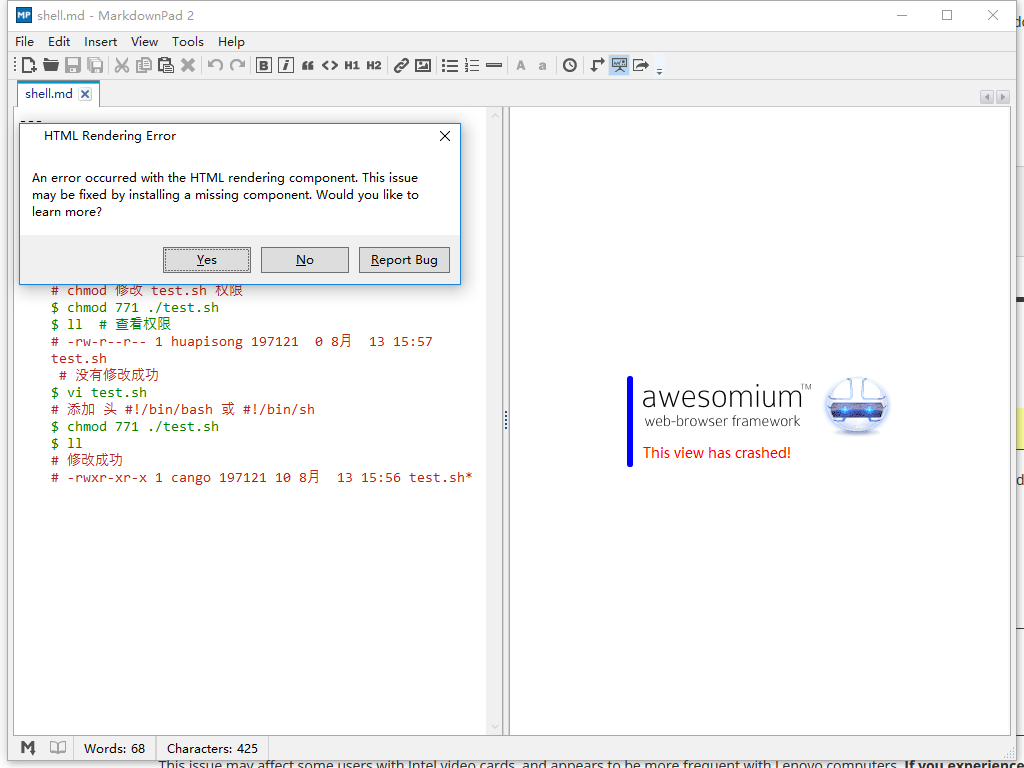 MP shell.md - MarkdownPad 2
File Edit Insert View Tools Help
B i H1 H2 A a
shell.md
HTML Rendering Error
An error occurred with the HTML rendering component. This issue
may be fixed by installing a missing component. Would you like to
learn more?
Yes No Report Bug
# chmod 修改 test.sh 权限
$ chmod 771 ./test.sh
$ ll  # 查看权限
# -rw-r--r-- 1 huapisong 197121  0 8月  13 15:57
test.sh
# 没有修改成功
$ vi test.sh
# 添加 头 #!/bin/bash 或 #!/bin/sh
$ chmod 771 ./test.sh
$ ll
# 修改成功
# -rwxr-xr-x 1 cango 197121 10 8月  13 15:56 test.sh*
awesomium™
web-browser framework
This view has crashed!
Words: 68 Characters: 425
This issue may affect some users with Intel video cards, and appears to be more frequent with Lenovo computers. If you experience